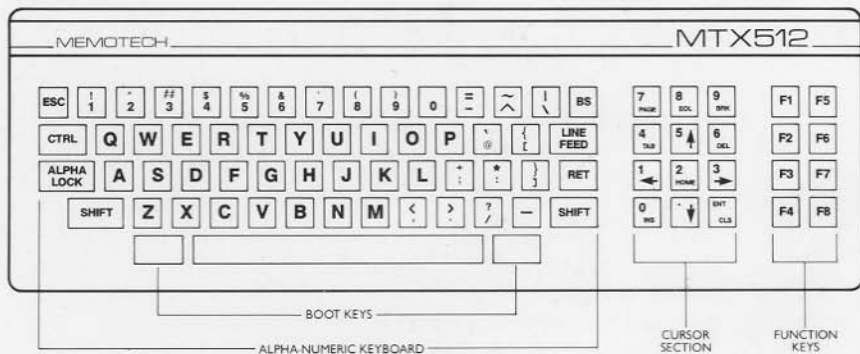 MEMOTECH MTX512
ESC ! 1 " 2 ## 3 $ 4 % 5 & 6 ' 7 ( 8 ) 9 0 = - ~ ^ | \ BS 7 PAGE 8 EOL 9 BRK F1 F5
CTRL Q W E R T Y U I O P ` @ { [ LINE FEED 4 TAB 5 6 DEL F2 F6
ALPHA LOCK A S D F G H J K L + ; * : } ] RET 1 2 HOME 3 F3 F7
SHIFT Z X C V B N M < , > . ? / — SHIFT 0 INS . ENT CLS F4 F8
BOOT KEYS
ALPHA-NUMERIC KEYBOARD
CURSOR SECTION
FUNCTION KEYS